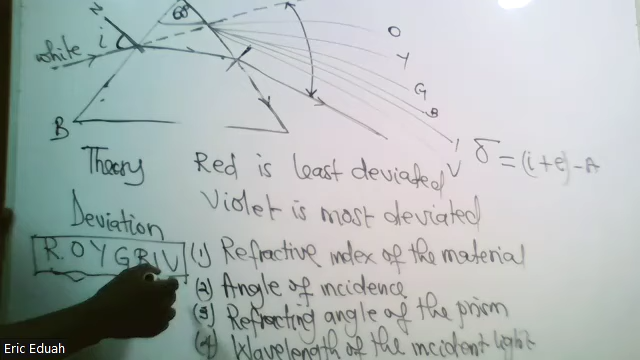 N
60°
i
white
O
Y
G
B
I
V
B
δ = (i+e) - A
Theory Red is least deviated
Violet is most deviated
Deviation
R.OYGBIV
(1) Refractive index of the material
(2) Angle of incidence
(3) Refracting angle of the prism
(4) Wavelength of the incident light
Eric Eduah